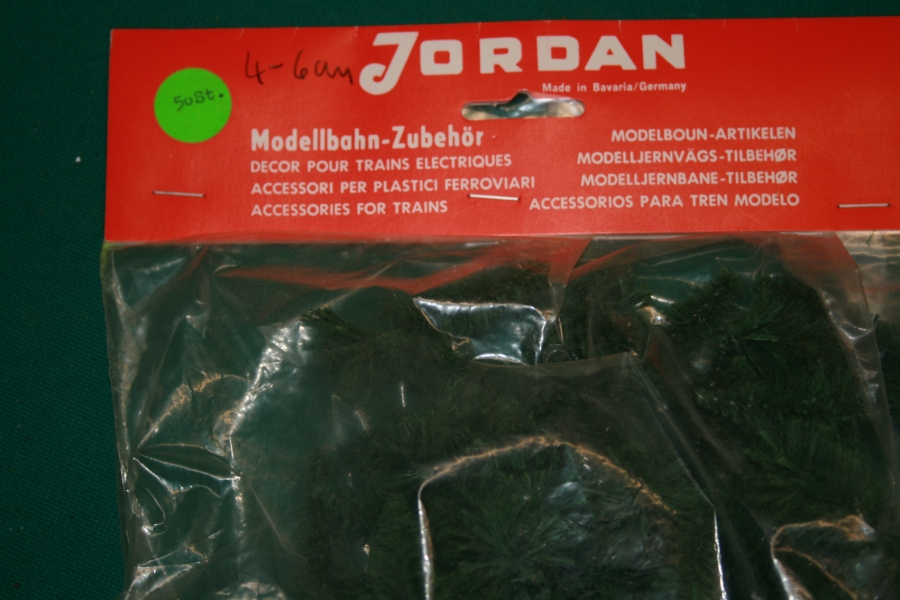 4-6cm
JORDAN
50St.
Made in Bavaria/Germany
Modellbahn-Zubehör
DECOR POUR TRAINS ELECTRIQUES
ACCESSORI PER PLASTICI FERROVIARI
ACCESSORIES FOR TRAINS
MODELBOUN-ARTIKELEN
MODELLJERNVÄGS-TILBEHØR
MODELLJERNBANE-TILBEHØR
ACCESSORIOS PARA TREN MODELO